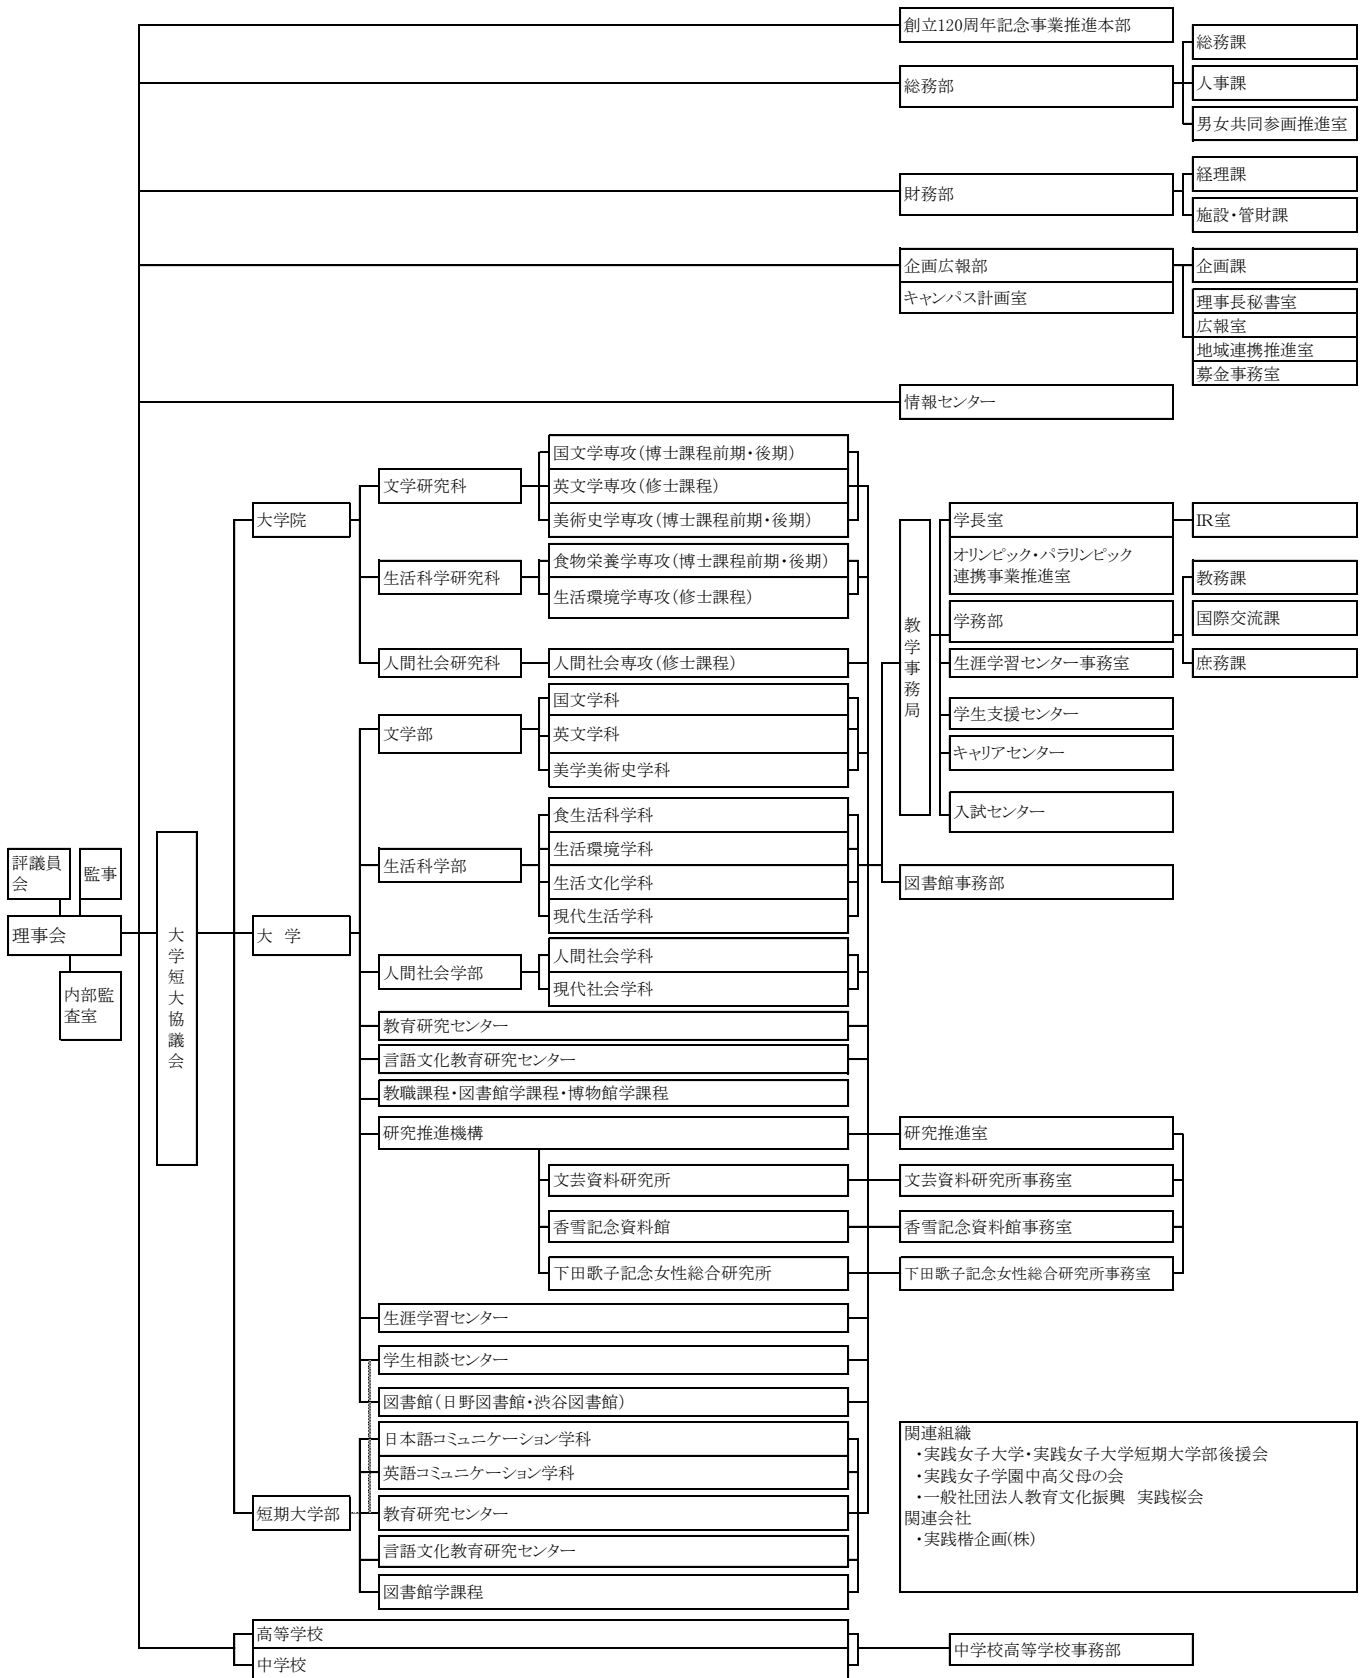 創立120周年記念事業推進本部
総務部
総務課
人事課
男女共同参画推進室
財務部
経理課
施設・管財課
企画広報部
キャンパス計画室
企画課
理事長秘書室
広報室
地域連携推進室
募金事務室
情報センター
評議員
会
監事
理事会
内部監
査室
大学短大協議会
大学院
文学研究科
国文学専攻(博士課程前期・後期)
英文学専攻(修士課程)
美術史学専攻(博士課程前期・後期)
生活科学研究科
食物栄養学専攻(博士課程前期・後期)
生活環境学専攻(修士課程)
人間社会研究科
人間社会専攻(修士課程)
大 学
文学部
国文学科
英文学科
美学美術史学科
生活科学部
食生活科学科
生活環境学科
生活文化学科
現代生活学科
人間社会学部
人間社会学科
現代社会学科
教育研究センター
言語文化教育研究センター
教職課程・図書館学課程・博物館学課程
研究推進機構
文芸資料研究所
香雪記念資料館
下田歌子記念女性総合研究所
生涯学習センター
学生相談センター
図書館(日野図書館・渋谷図書館)
短期大学部
日本語コミュニケーション学科
英語コミュニケーション学科
教育研究センター
言語文化教育研究センター
図書館学課程
高等学校
中学校
教学事務局
学長室
IR室
オリンピック・パラリンピック
連携事業推進室
学務部
教務課
国際交流課
庶務課
生涯学習センター事務室
学生支援センター
キャリアセンター
入試センター
図書館事務部
研究推進室
文芸資料研究所事務室
香雪記念資料館事務室
下田歌子記念女性総合研究所事務室
関連組織
・実践女子大学・実践女子大学短期大学部後援会
・実践女子学園中高父母の会
・一般社団法人教育文化振興 実践桜会
関連会社
・実践楷企画(株)
中学校高等学校事務部